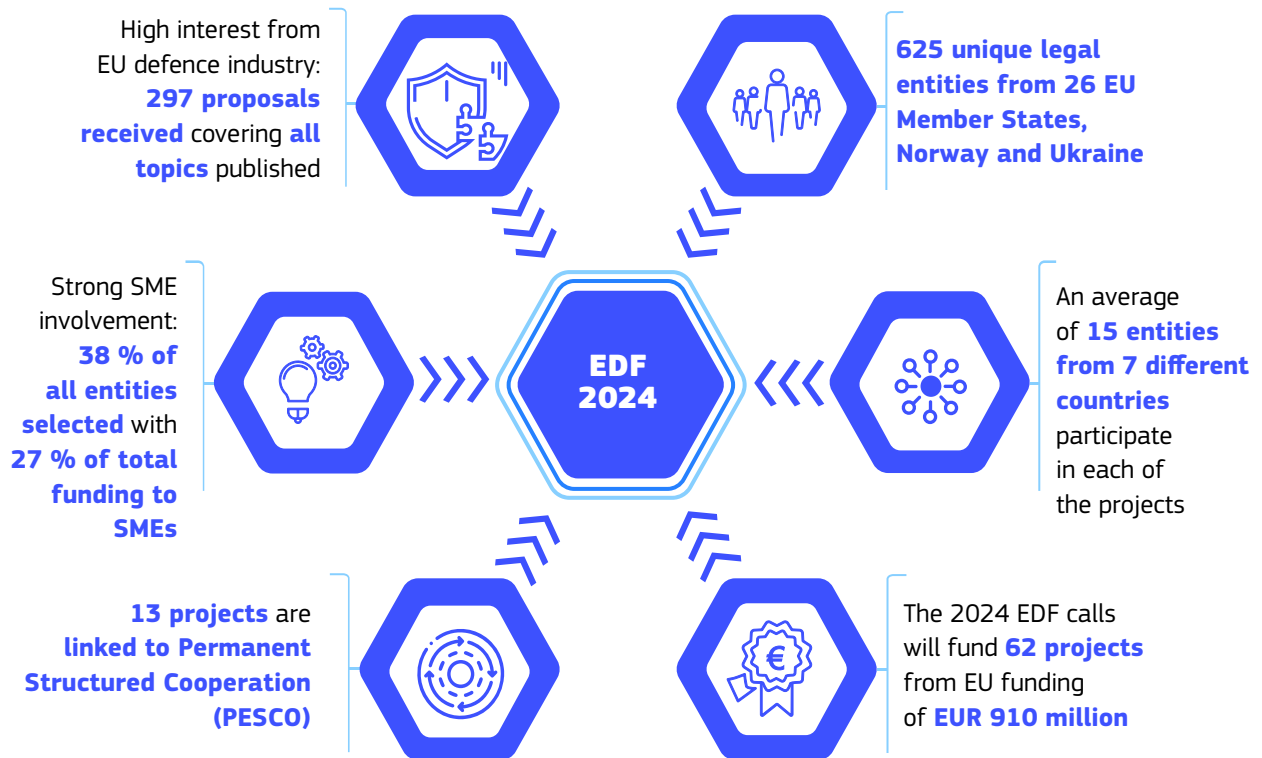 High interest from
EU defence industry:
297 proposals
received covering all
topics published
625 unique legal
entities from 26 EU
Member States,
Norway and Ukraine
Strong SME
involvement:
38 % of
all entities
selected with
27 % of total
funding to
SMEs
EDF
2024
An average
of 15 entities
from 7 different
countries
participate
in each of
the projects
13 projects are
linked to Permanent
Structured Cooperation
(PESCO)
€
The 2024 EDF calls
will fund 62 projects
from EU funding
of EUR 910 million